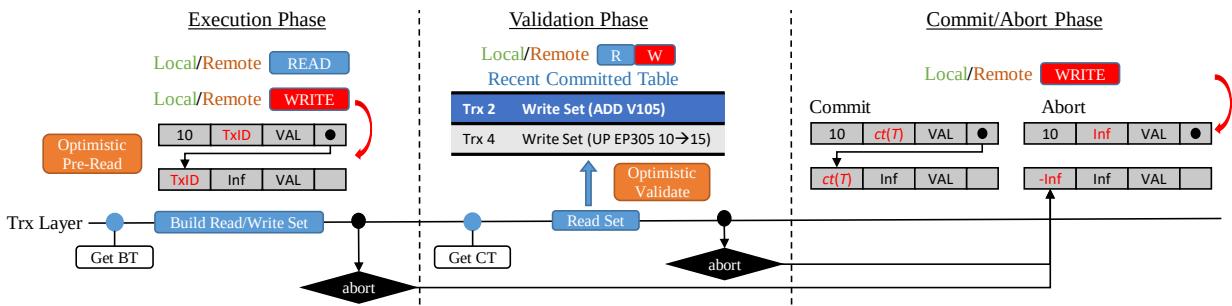 Execution Phase
Local/Remote READ
Local/Remote WRITE
10 TxID VAL
Optimistic
Pre-Read
TxID Inf VAL
Validation Phase
Local/Remote R W
Recent Committed Table
Trx 2 Write Set (ADD V105)
Trx 4 Write Set (UP EP305 10→15)
Optimistic
Validate
Commit/Abort Phase
Local/Remote WRITE
Commit
10 ct(T) VAL
ct(T) Inf VAL
Abort
10 Inf VAL
-Inf Inf VAL
Trx Layer
Build Read/Write Set
Read Set
Get BT
Get CT
abort
abort